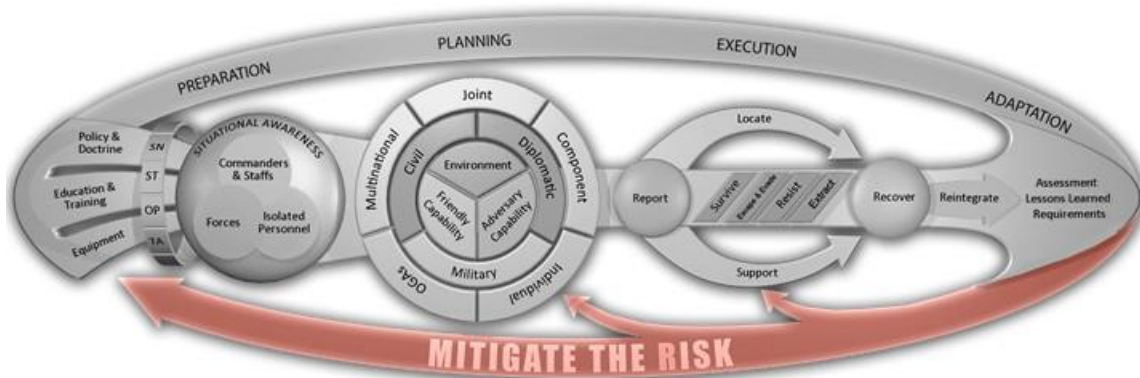 PREPARATION
PLANNING
EXECUTION
ADAPTATION
Policy &
Doctrine
Education &
Training
Equipment
SN
ST
OP
TA
SITUATIONAL AWARENESS
Commanders
& Staffs
Forces
Isolated
Personnel
Joint
Multinational
Component
OGAs
Individual
Civil
Diplomatic
Military
Environment
Friendly
Capability
Adversary
Capability
Report
Locate
Survive
Escape & Evade
Resist
Extract
Support
Recover
Reintegrate
Assessment
Lessons Learned
Requirements
MITIGATE THE RISK